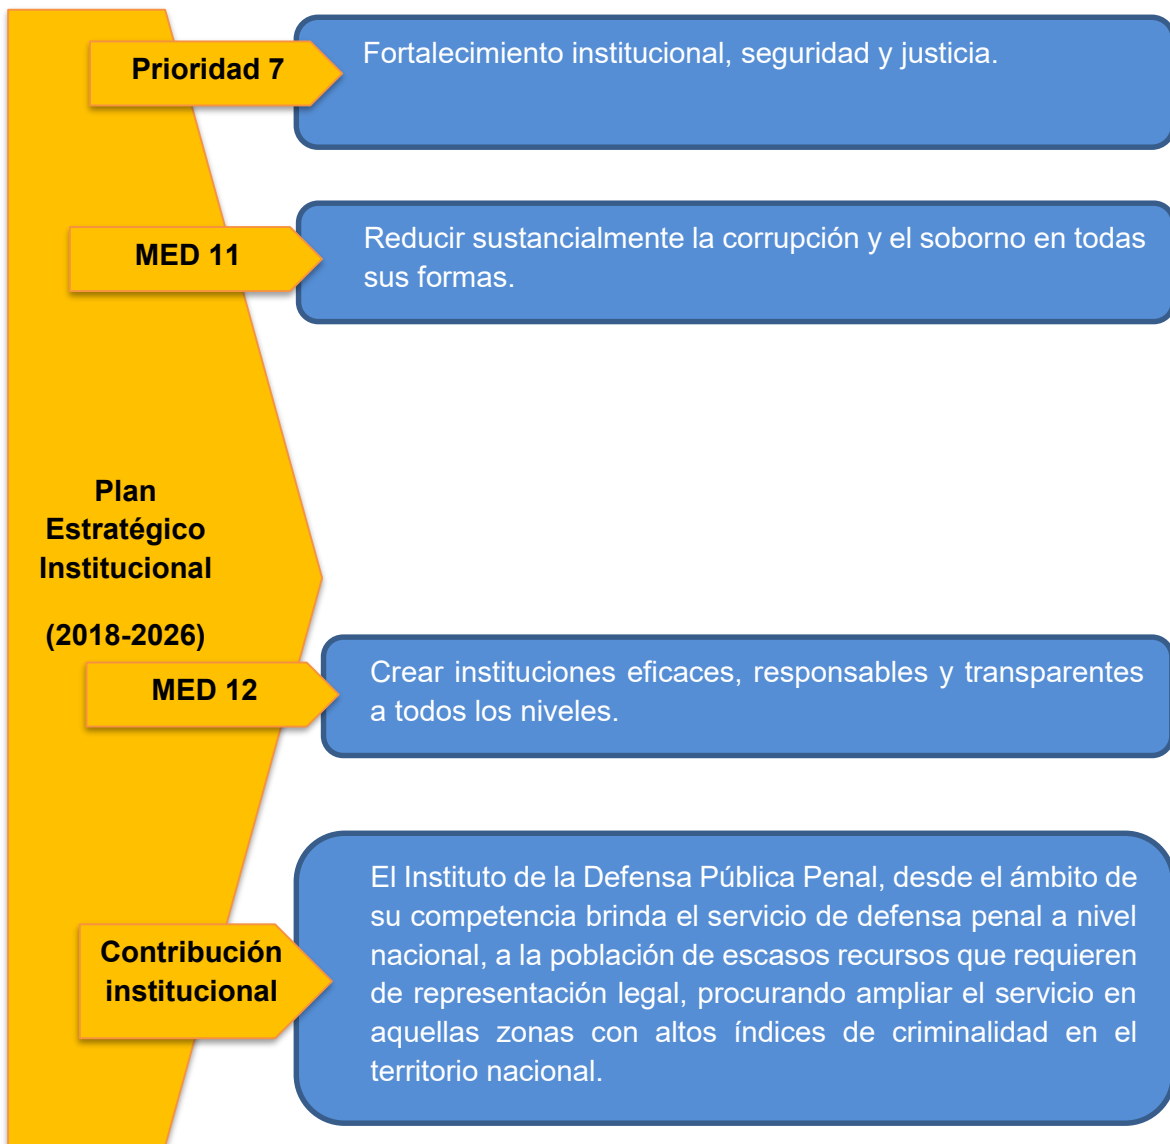 Prioridad 7
Fortalecimiento institucional, seguridad y justicia.
MED 11
Reducir sustancialmente la corrupción y el soborno en todas
sus formas.
Plan
Estratégico
Institucional
(2018-2026)
MED 12
Crear instituciones eficaces, responsables y transparentes
a todos los niveles.
Contribución
institucional
El Instituto de la Defensa Pública Penal, desde el ámbito de
su competencia brinda el servicio de defensa penal a nivel
nacional, a la población de escasos recursos que requieren
de representación legal, procurando ampliar el servicio en
aquellas zonas con altos índices de criminalidad en el
territorio nacional.